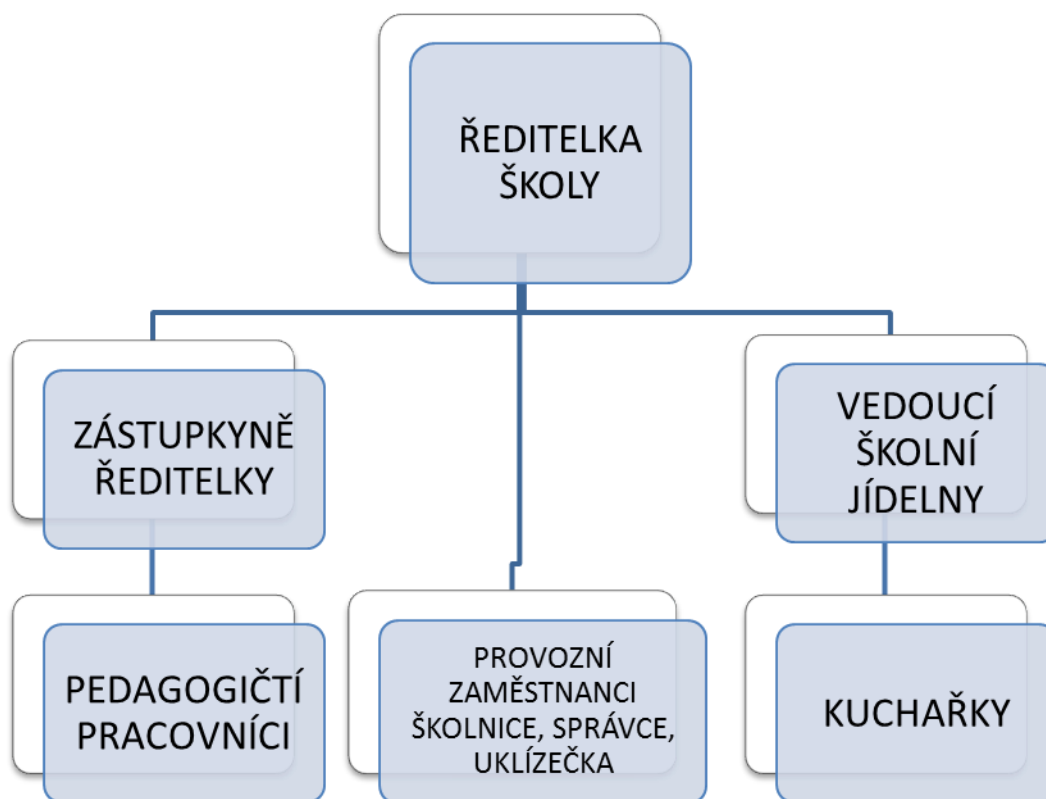 ŘEDITELKA
ŠKOLY
ZÁSTUPKYNĚ
ŘEDITELKY
VEDOUCÍ
ŠKOLNÍ
JÍDELNY
PEDAGOGIČTÍ
PRACOVNÍCI
PROVOZNÍ
ZAMĚSTNANCI
ŠKOLNICE, SPRÁVCE,
UKLÍZEČKA
KUCHAŘKY